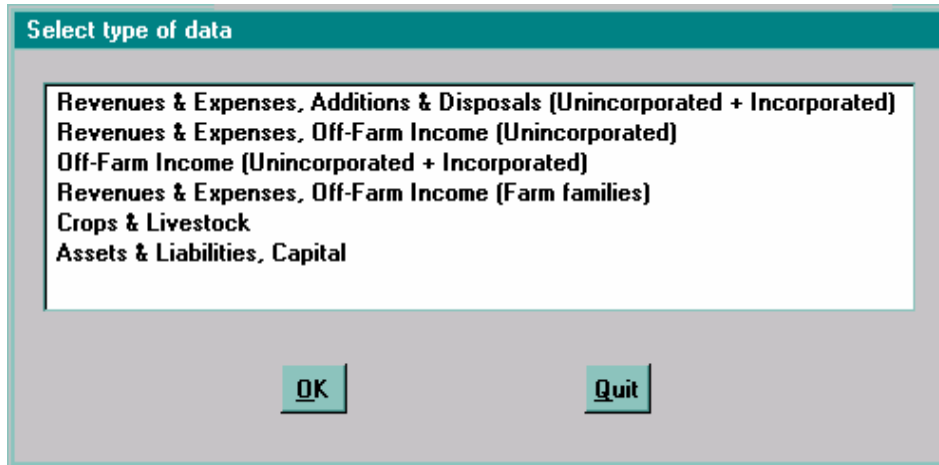 Select type of data
Revenues & Expenses, Additions & Disposals (Unincorporated + Incorporated)
Revenues & Expenses, Off-Farm Income (Unincorporated)
Off-Farm Income (Unincorporated + Incorporated)
Revenues & Expenses, Off-Farm Income (Farm families)
Crops & Livestock
Assets & Liabilities, Capital
OK
Quit